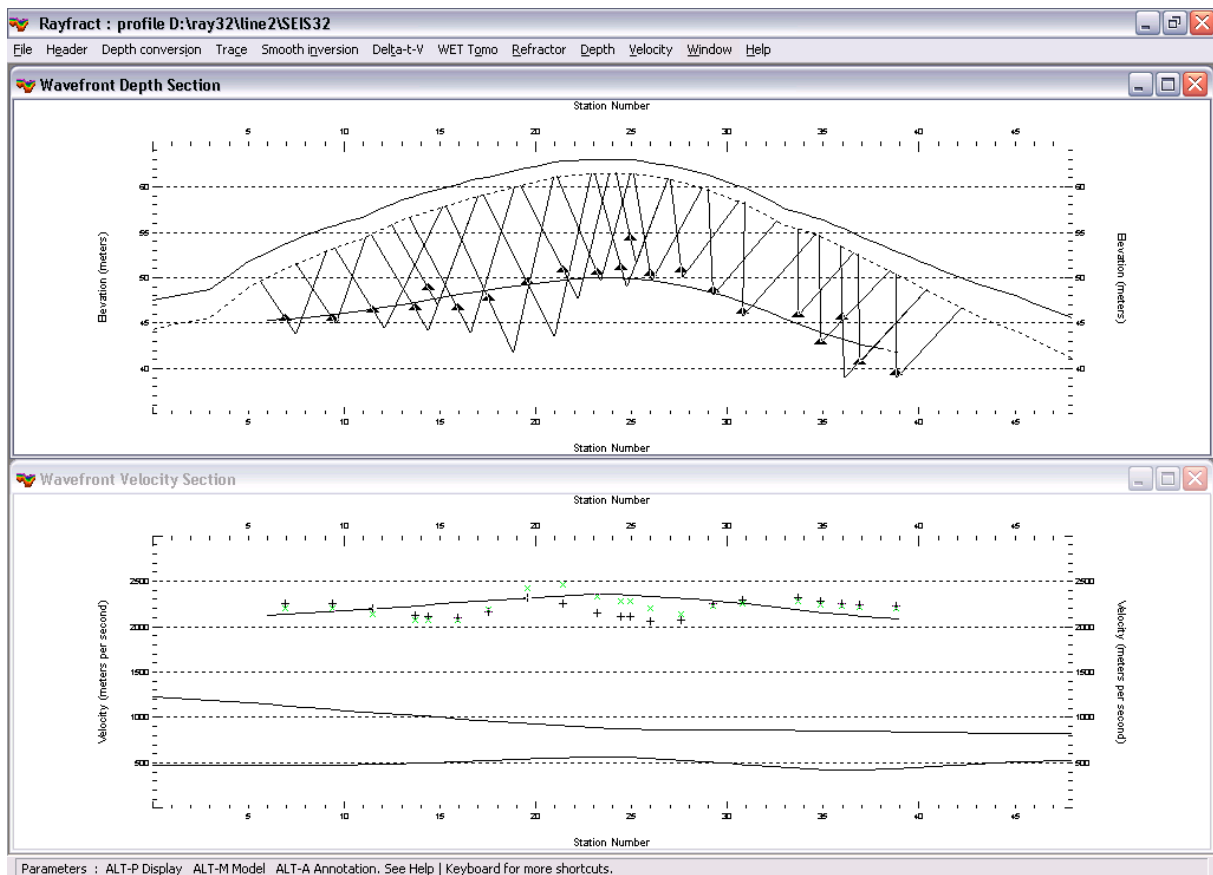 Rayfract : profile D:\ray32\line2\SEIS32
File Header Depth conversion Trace Smooth inversion Delta-t-V WET Tomo Refractor Depth Velocity Window Help
Wavefront Depth Section
Station Number
5 10 15 20 25 30 35 40 45
Elevation (meters)
60 60
55 55
50 50
45 45
40 40
Elevation (meters)
5 10 15 20 25 30 35 40 45
Station Number
Wavefront Velocity Section
Station Number
5 10 15 20 25 30 35 40 45
Velocity (meters per second)
2500 2500
2000 2000
1500 1500
1000 1000
500 500
Velocity (meters per second)
5 10 15 20 25 30 35 40 45
Station Number
Parameters : ALT-P Display ALT-M Model ALT-A Annotation. See Help | Keyboard for more shortcuts.